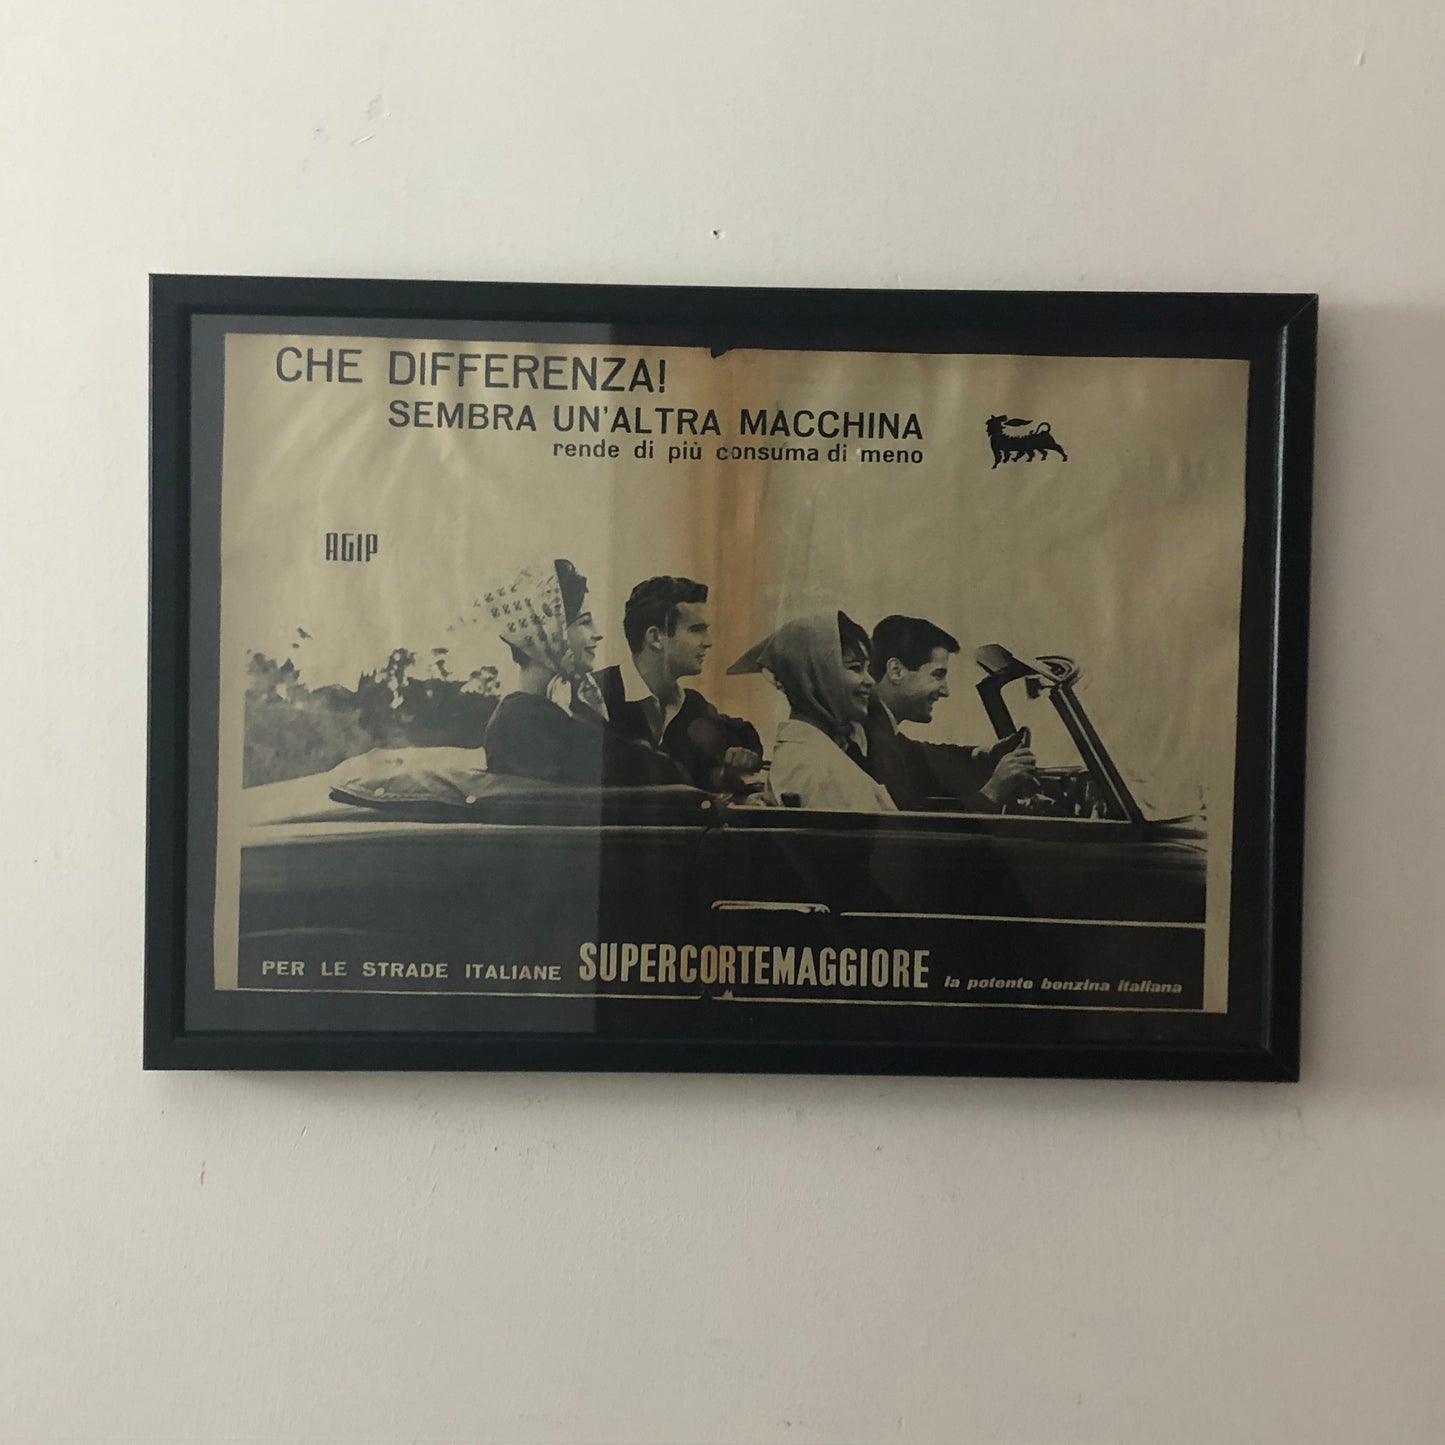 CHE DIFFERENZA!
SEMBRA UN'ALTRA MACCHINA
rende di più consuma di meno
AGIP
PER LE STRADE ITALIANE SUPERCORTEMAGGIORE la potente benzina italiana